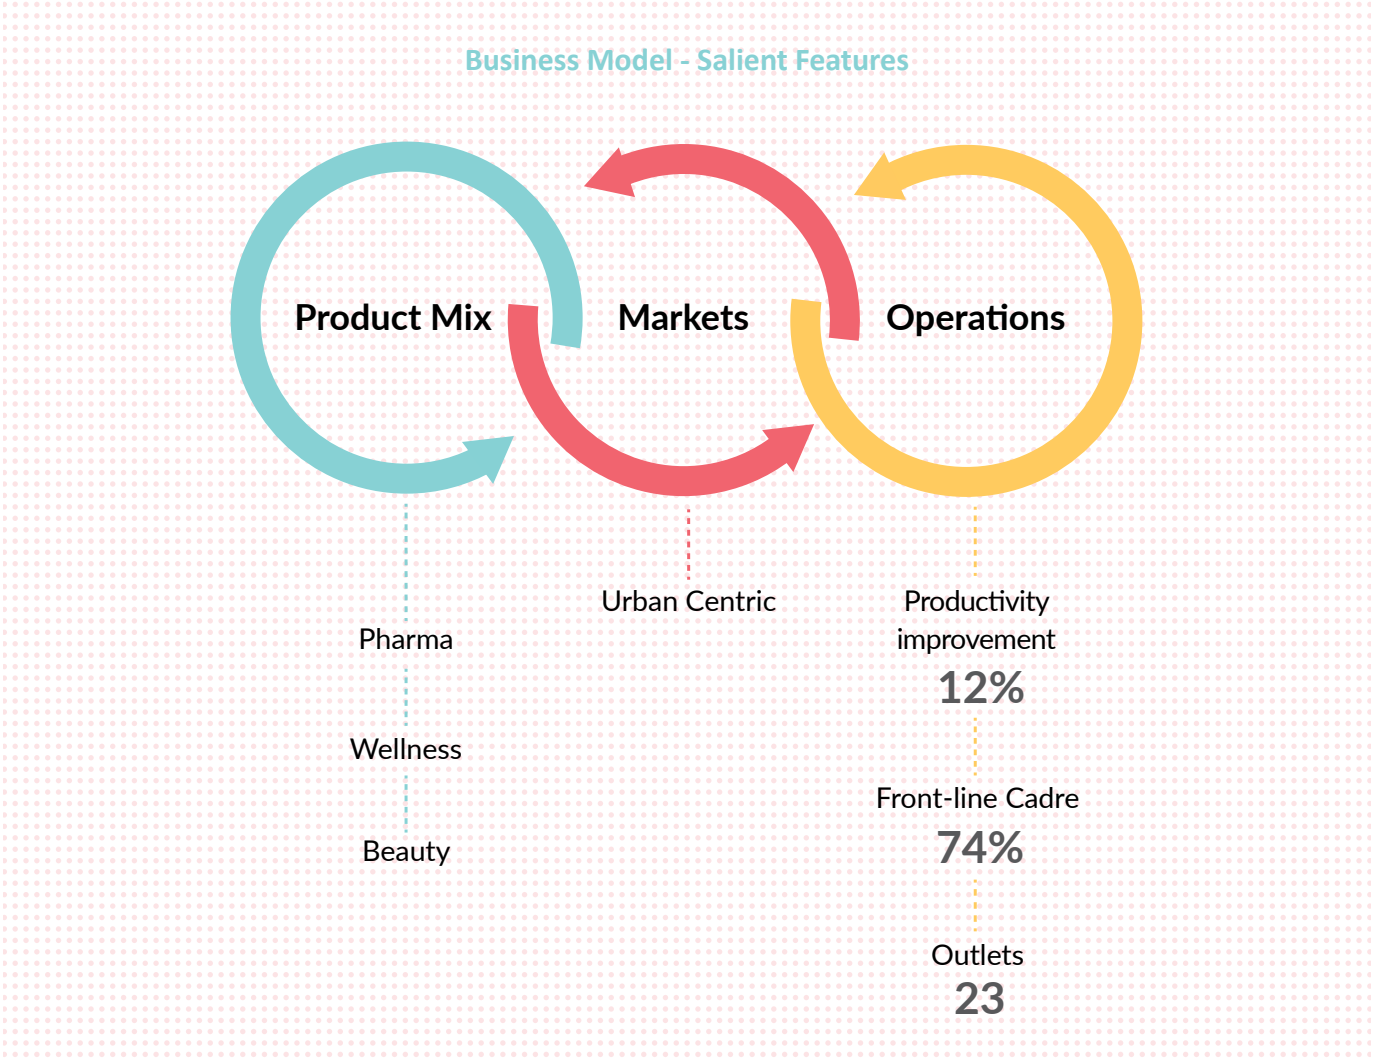 Business Model - Salient Features
Product Mix
Markets
Operations
Pharma
Wellness
Beauty
Urban Centric
Productivity
improvement
12%
Front-line Cadre
74%
Outlets
23